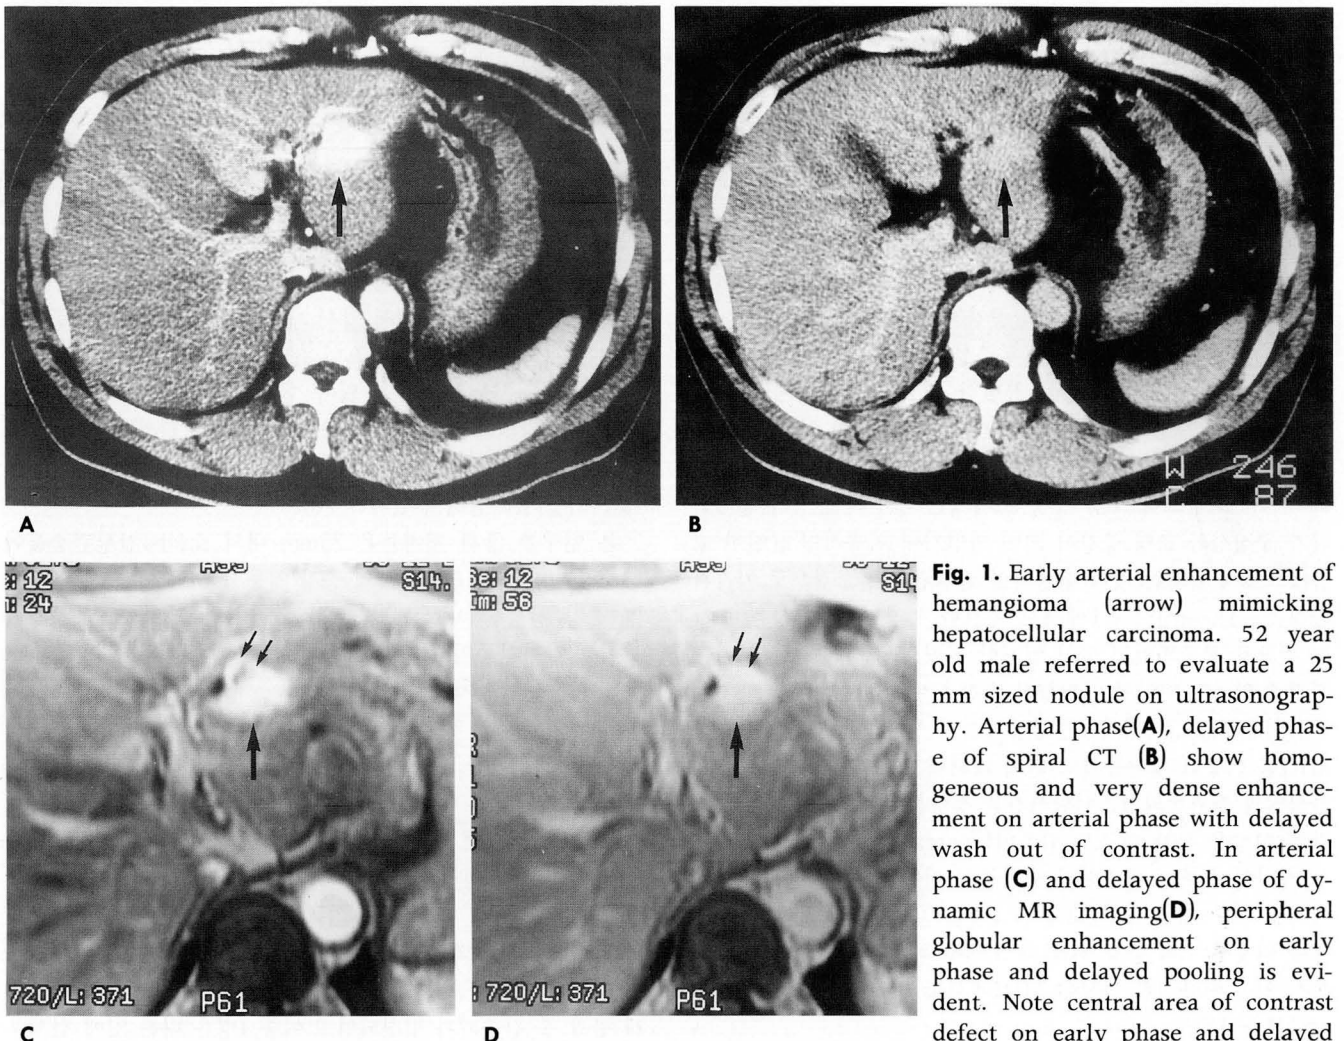 W 246
C 87
A
B
Se: 12
S14.
: 24
Se: 12
Im: 56
S14
720/L: 371
P61
: 720/L: 371
P61
C
D
Fig. 1. Early arterial enhancement of
hemangioma (arrow) mimicking
hepatocellular carcinoma. 52 year
old male referred to evaluate a 25
mm sized nodule on ultrasonograp-
hy. Arterial phase(A), delayed phas-
e of spiral CT (B) show homo-
geneous and very dense enhance-
ment on arterial phase with delayed
wash out of contrast. In arterial
phase (C) and delayed phase of dy-
namic MR imaging(D), peripheral
globular enhancement on early
phase and delayed pooling is evi-
dent. Note central area of contrast
defect on early phase and delayed